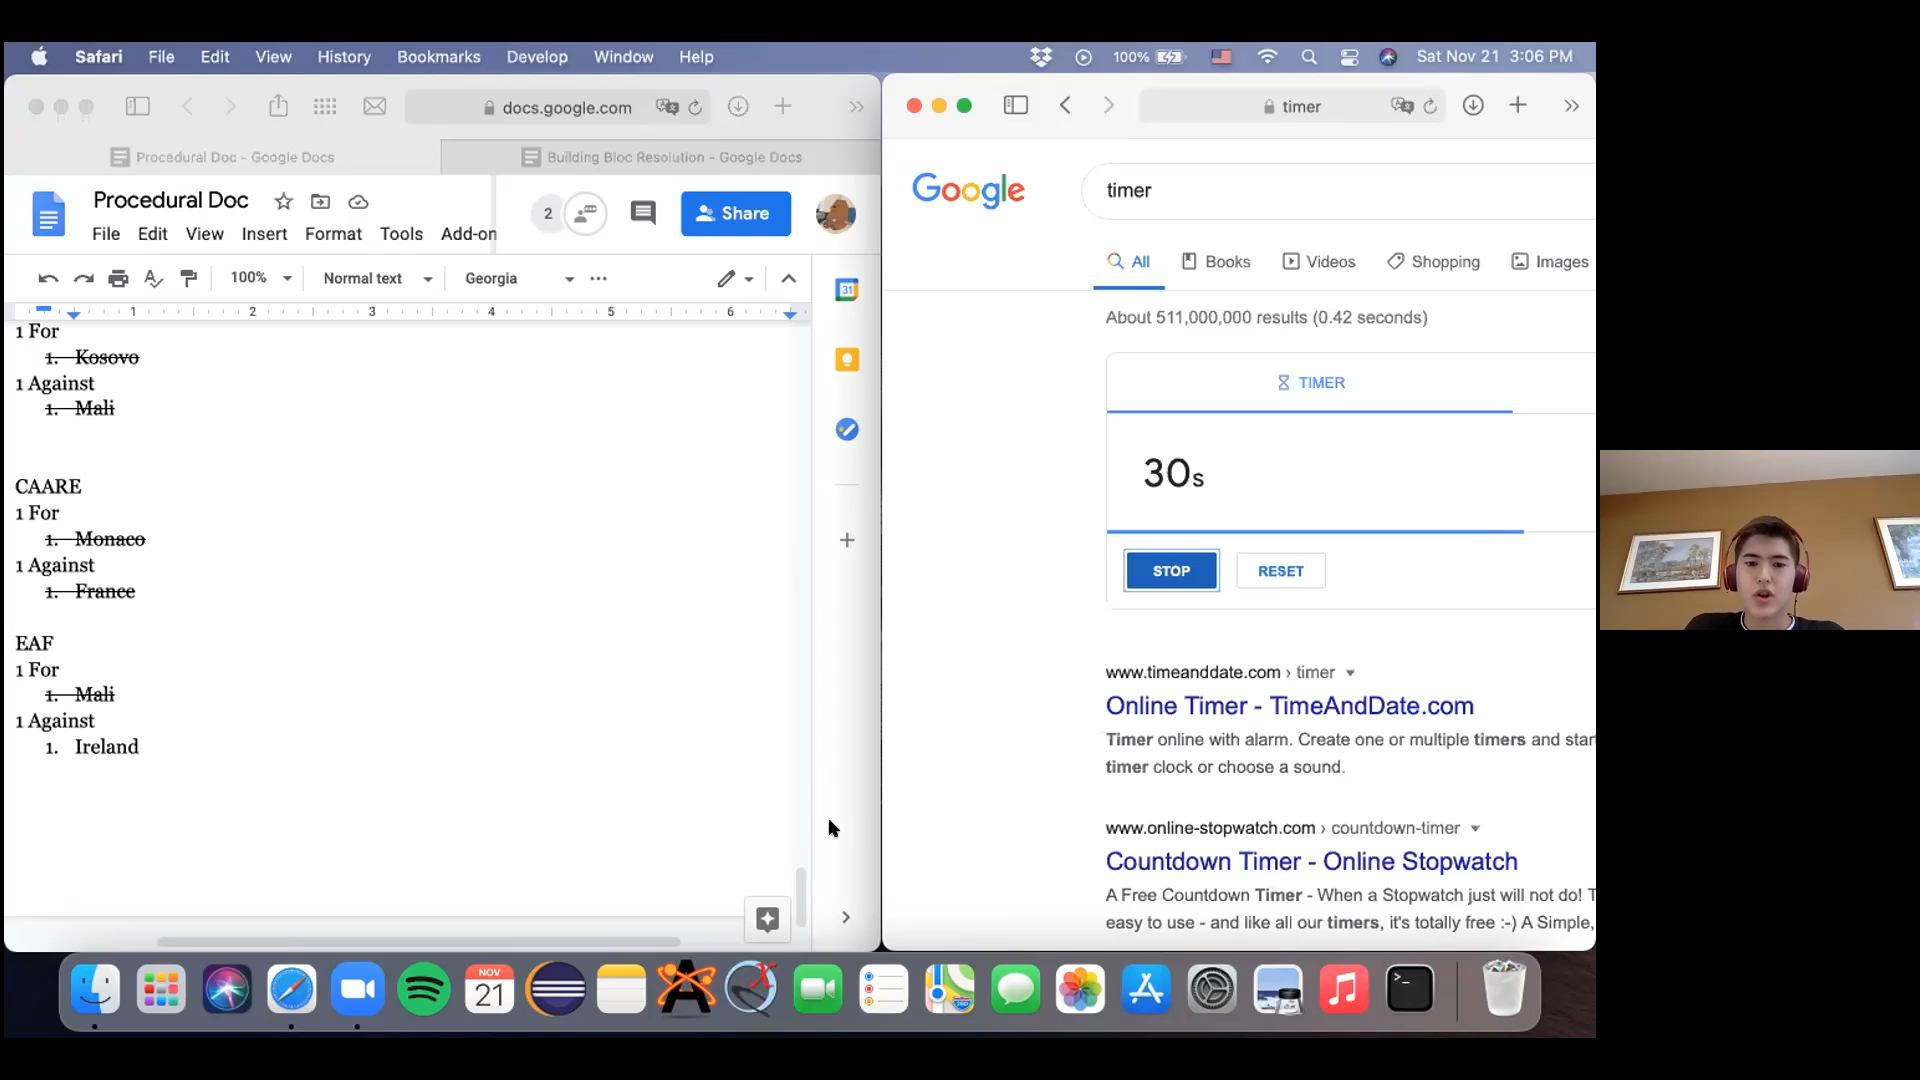 Safari File Edit View History Bookmarks Develop Window Help 100% Sat Nov 21 3:06 PM
docs.google.com
Procedural Doc - Google Docs
Building Bloc Resolution - Google Docs
Procedural Doc
File Edit View Insert Format Tools Add-on
2
Share
100% Normal text Georgia
1 2 3 4 5 6
31
1 For
1. Kosovo
1 Against
1. Mali
CAARE
1 For
1. Monaco
1 Against
1. France
EAF
1 For
1. Mali
1 Against
1. Ireland
timer
Google
timer
All Books Videos Shopping Images
About 511,000,000 results (0.42 seconds)
TIMER
30s
STOP RESET
www.timeanddate.com › timer
Online Timer - TimeAndDate.com
Timer online with alarm. Create one or multiple timers and star
timer clock or choose a sound.
www.online-stopwatch.com › countdown-timer
Countdown Timer - Online Stopwatch
A Free Countdown Timer - When a Stopwatch just will not do! T
easy to use - and like all our timers, it's totally free :-) A Simple,
NOV
21